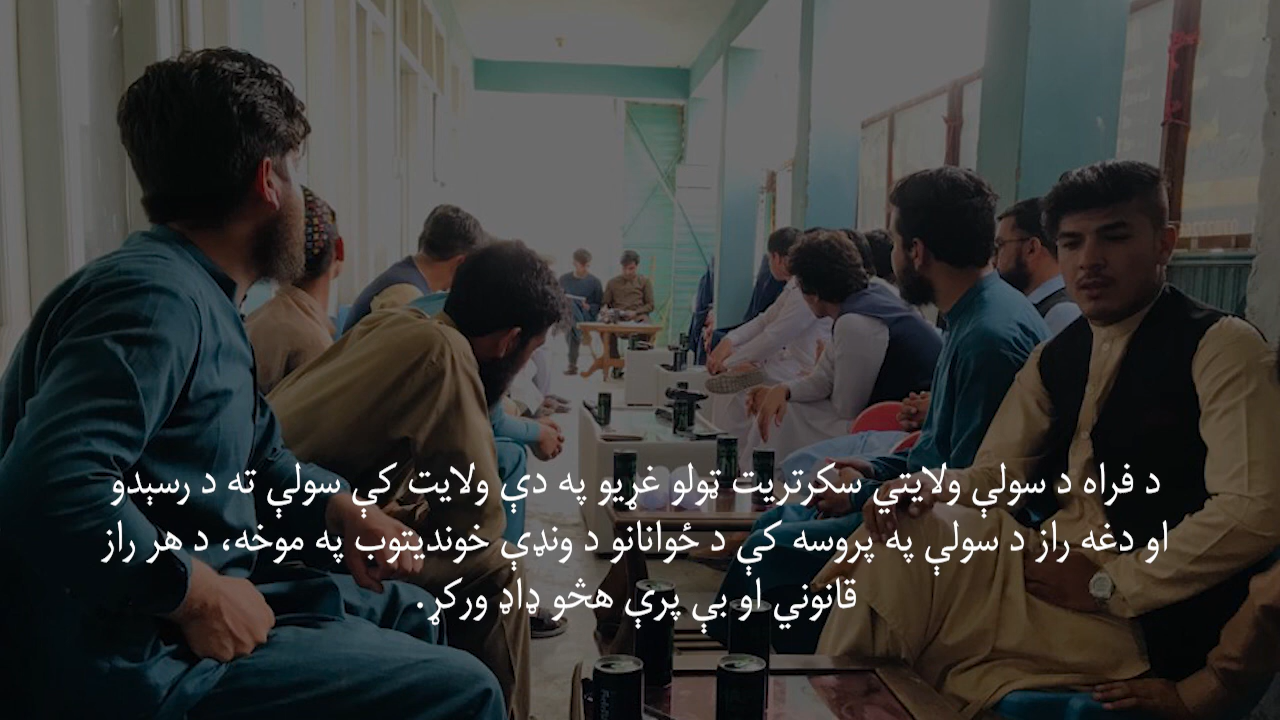 د فراه د سولې ولايتي سکرتريت ټولو غړيو په دې ولايت کې سولې ته د رسېدو
او دغه راز د سولې په پروسه کې د ځوانانو د ونډې خونديتوب په موخه، د هر راز
قانوني او بې پرې هڅو ډاډ ورکړ.